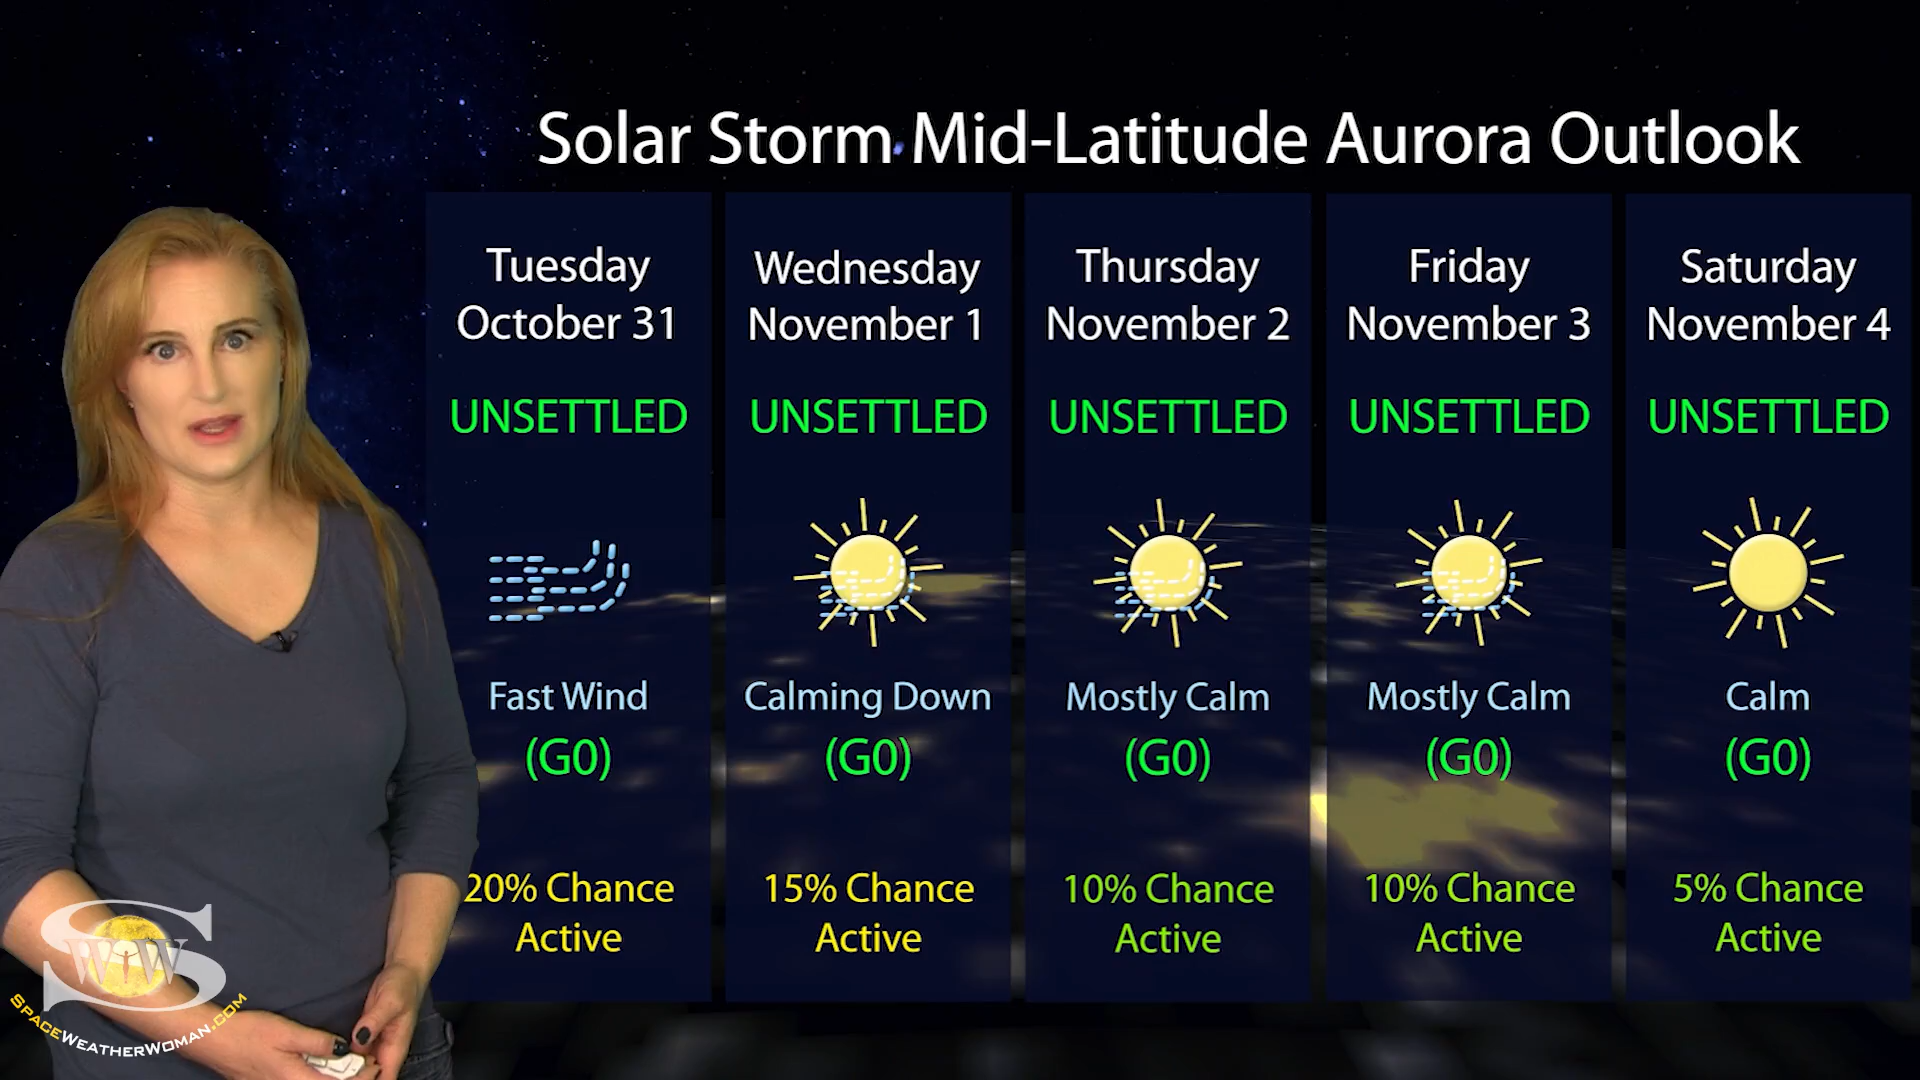 Solar Storm Mid-Latitude Aurora Outlook
Tuesday
October 31
UNSETTLED
Fast Wind
(G0)
20% Chance
Active
Wednesday
November 1
UNSETTLED
Calming Down
(G0)
15% Chance
Active
Thursday
November 2
UNSETTLED
Mostly Calm
(G0)
10% Chance
Active
Friday
November 3
UNSETTLED
Mostly Calm
(G0)
10% Chance
Active
Saturday
November 4
UNSETTLED
Calm
(G0)
5% Chance
Active
SWW
SPACEWEATHERWOMAN.COM